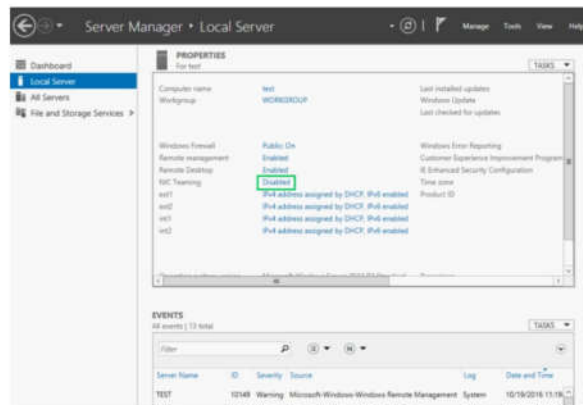 Server Manager • Local Server
Manage Tools View Help
Dashboard
Local Server
All Servers
File and Storage Services
PROPERTIES
For test
TASKS
Computer name test
Workgroup WORKGROUP
Last installed updates
Windows Update
Last checked for updates
Windows Firewall Public: On
Remote management Enabled
Remote Desktop Enabled
NIC Teaming Disabled
ext1 IPv4 address assigned by DHCP, IPv6 enabled
ext2 IPv4 address assigned by DHCP, IPv6 enabled
int1 IPv4 address assigned by DHCP, IPv6 enabled
int2 IPv4 address assigned by DHCP, IPv6 enabled
Windows Error Reporting
Customer Experience Improvement Program
IE Enhanced Security Configuration
Time zone
Product ID
EVENTS
All events | 13 total
TASKS
Filter
Server Name ID Severity Source Log Date and Time
TEST 10149 Warning Microsoft-Windows-Windows Remote Management System 10/19/2016